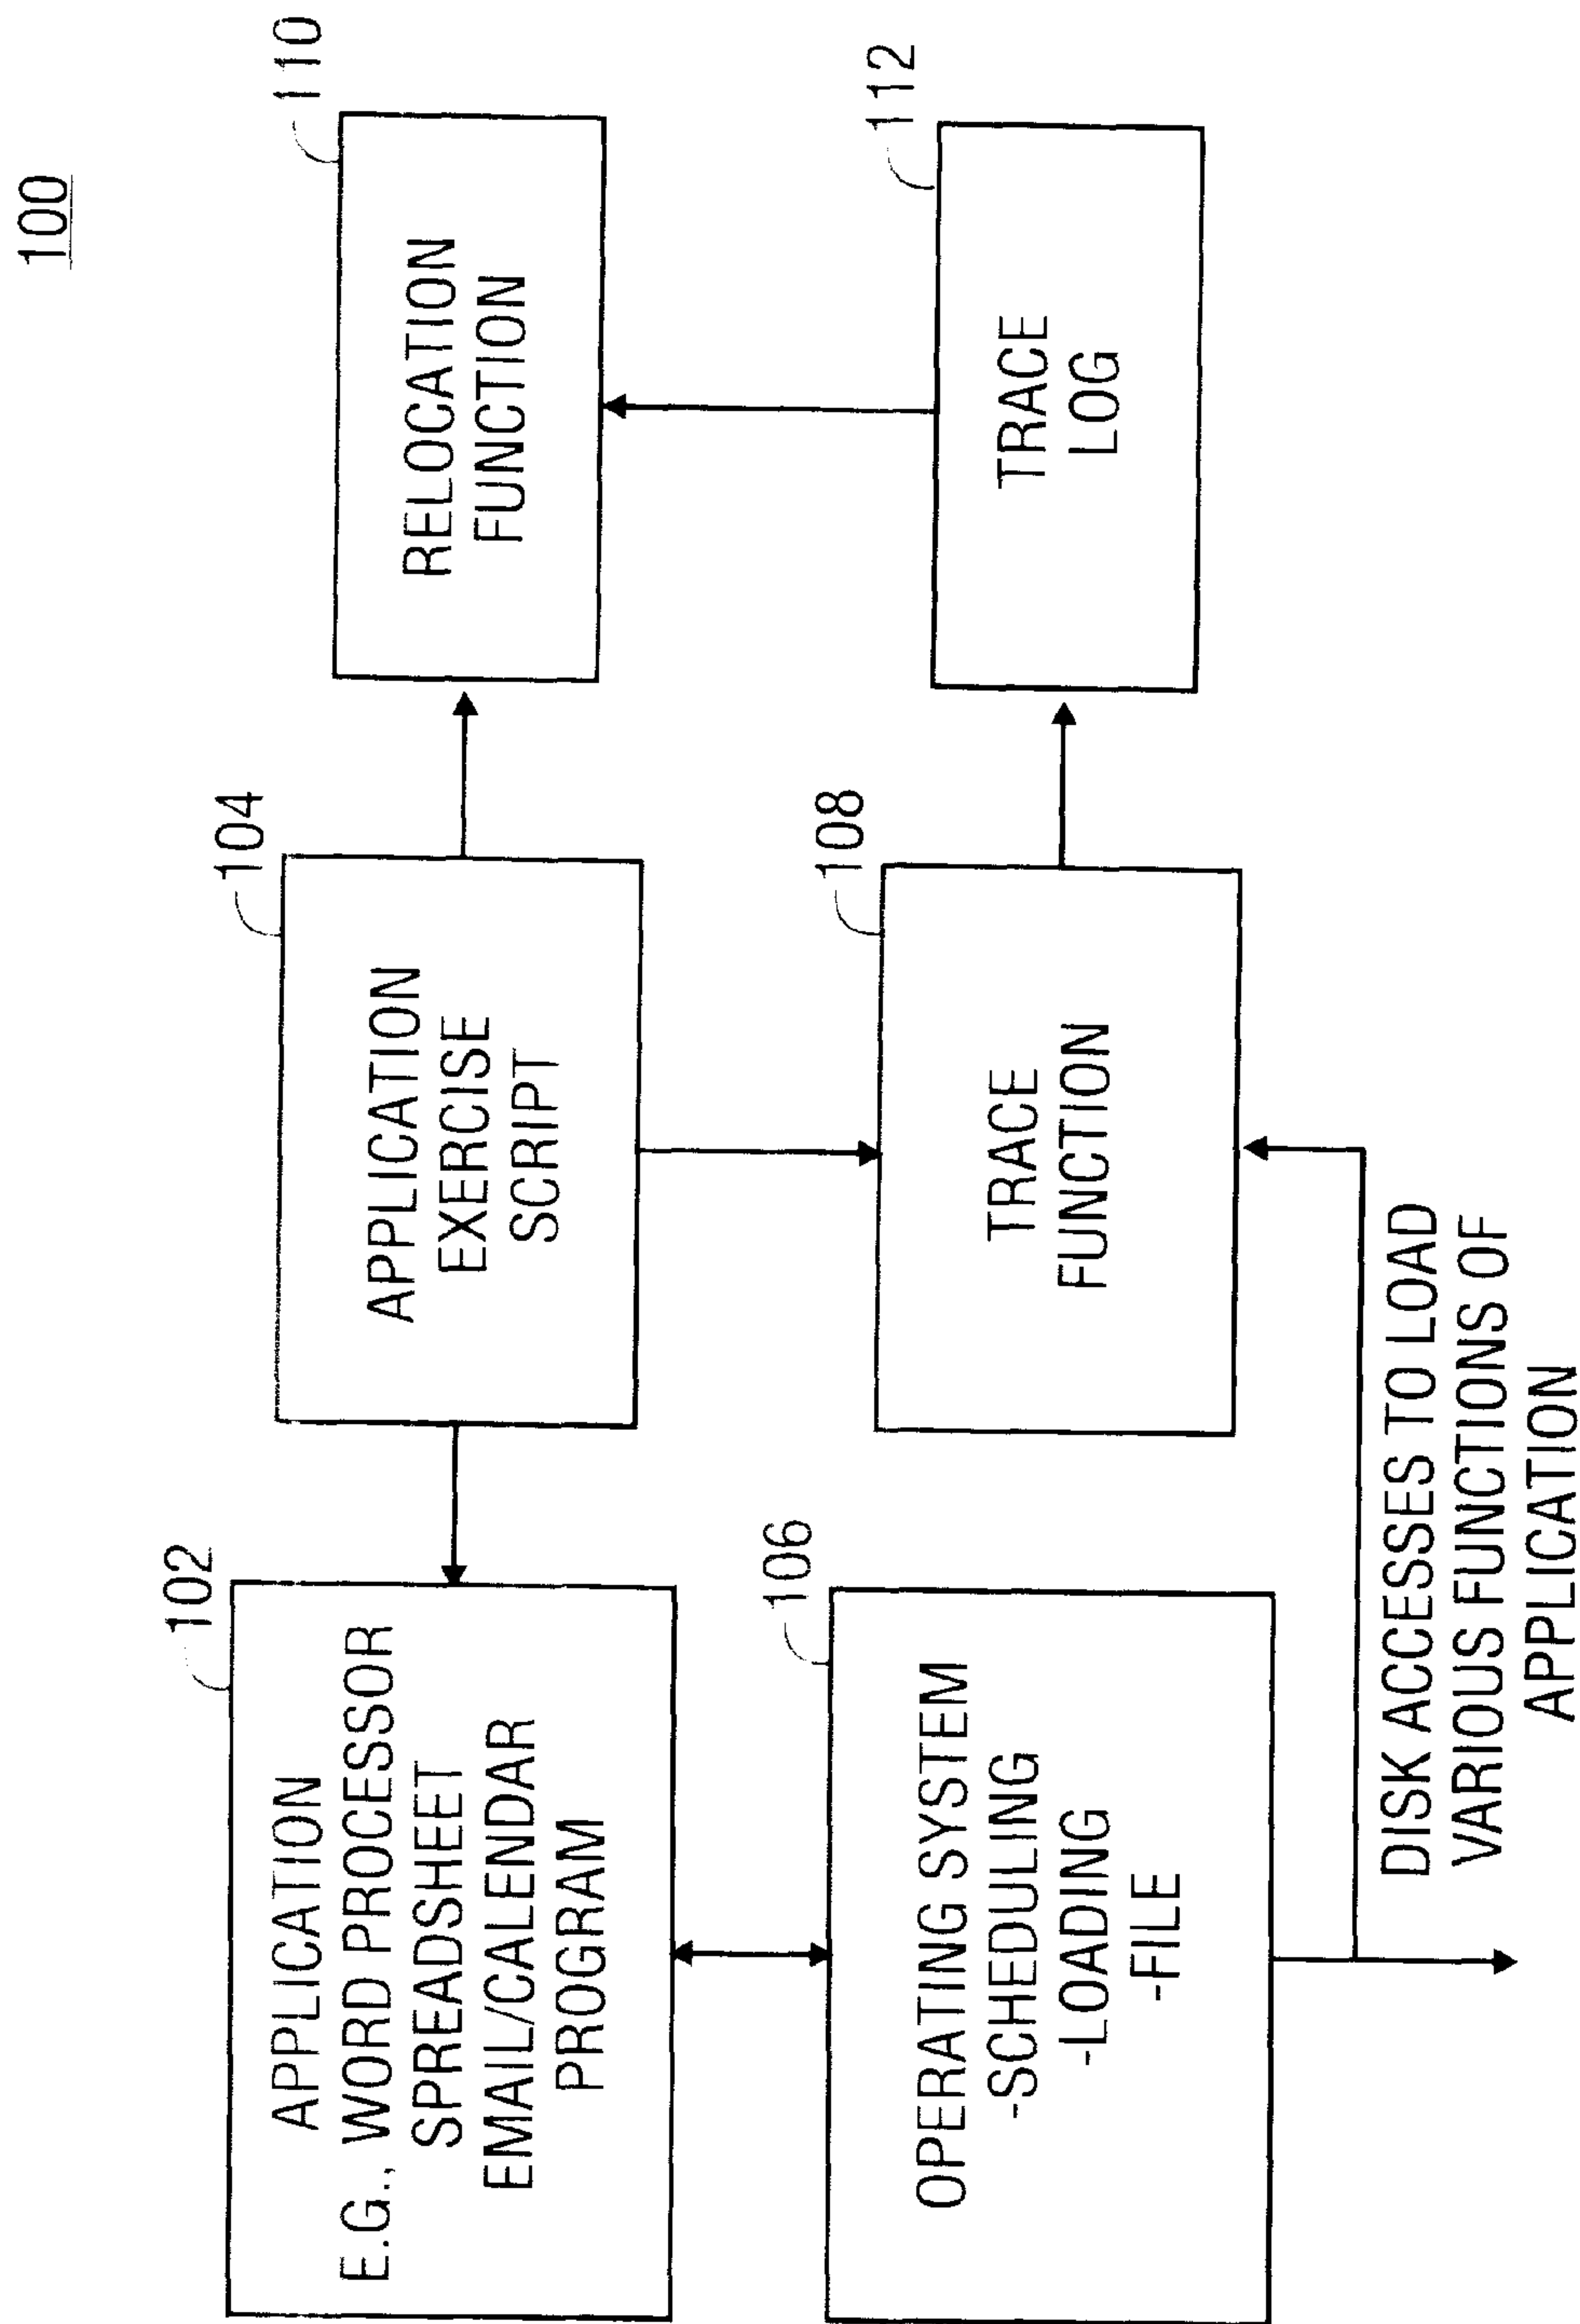 100
102
APPLICATION
E.G., WORD PROCESSOR
SPREADSHEET
EMAIL/CALENDAR
PROGRAM
104
APPLICATION
EXERCISE
SCRIPT
110
RELOCATION
FUNCTION
106
OPERATING SYSTEM
-SCHEDULING
-LOADING
-FILE
108
TRACE
FUNCTION
112
TRACE
LOG
DISK ACCESSES TO LOAD
VARIOUS FUNCTIONS OF
APPLICATION